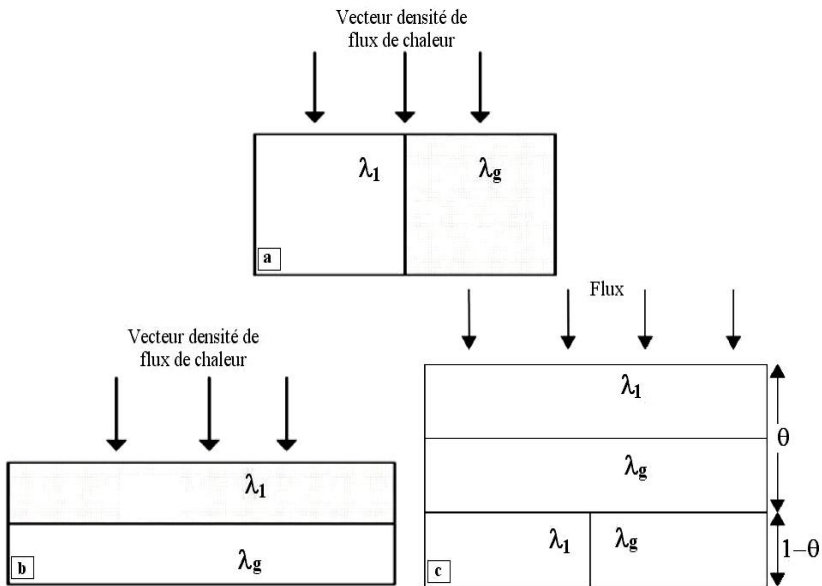 Vecteur densité de
flux de chaleur
λ1
λg
a
Flux
Vecteur densité de
flux de chaleur
λ1
λg
b
λ1
λg
θ
λ1
λg
1-θ
c